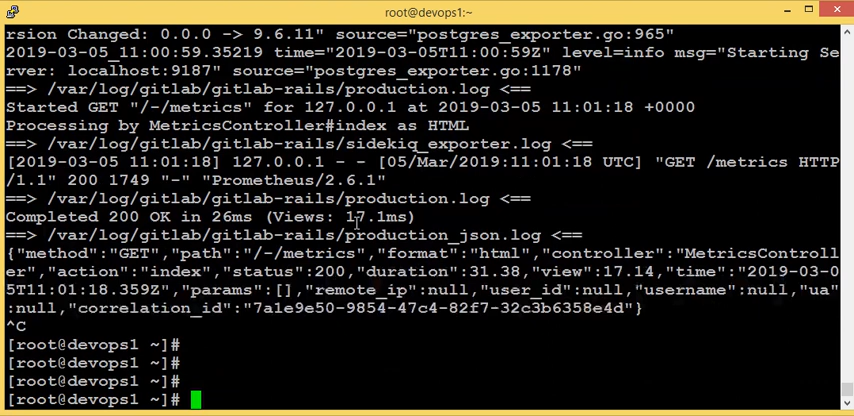 root@devops1:~
rsion Changed: 0.0.0 -> 9.6.11" source="postgres_exporter.go:965"
2019-03-05_11:00:59.35219 time="2019-03-05T11:00:59Z" level=info msg="Starting Se
rver: localhost:9187" source="postgres_exporter.go:1178"
==> /var/log/gitlab-rails/production.log <==
Started GET "/-/metrics" for 127.0.0.1 at 2019-03-05 11:01:18 +0000
Processing by MetricsController#index as HTML
==> /var/log/gitlab-rails/sidekiq_exporter.log <==
[2019-03-05 11:01:18] 127.0.0.1 - - [05/Mar/2019:11:01:18 UTC] "GET /metrics HTTP
/1.1" 200 1749 "-" "Prometheus/2.6.1"
==> /var/log/gitlab-rails/production.log <==
Completed 200 OK in 26ms (Views: 17.1ms)
==> /var/log/gitlab-rails/production_json.log <==
{"method":"GET","path":"/-/metrics","format":"html","controller":"MetricsControll
er","action":"index","status":200,"duration":31.38,"view":17.14,"time":"2019-03-0
5T11:01:18.359Z","params":[],"remote_ip":null,"user_id":null,"username":null,"ua"
:null,"correlation_id":"7a1e9e50-9854-47c4-82f7-32c3b6358e4d"}
^C
[root@devops1 ~]#
[root@devops1 ~]#
[root@devops1 ~]#
[root@devops1 ~]#